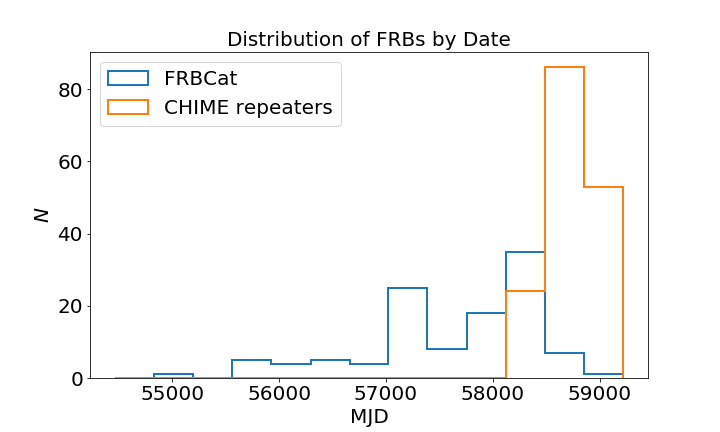 Distribution of FRBs by Date
FRBCat
CHIME repeaters
N
80
60
40
20
0
55000 56000 57000 58000 59000
MJD